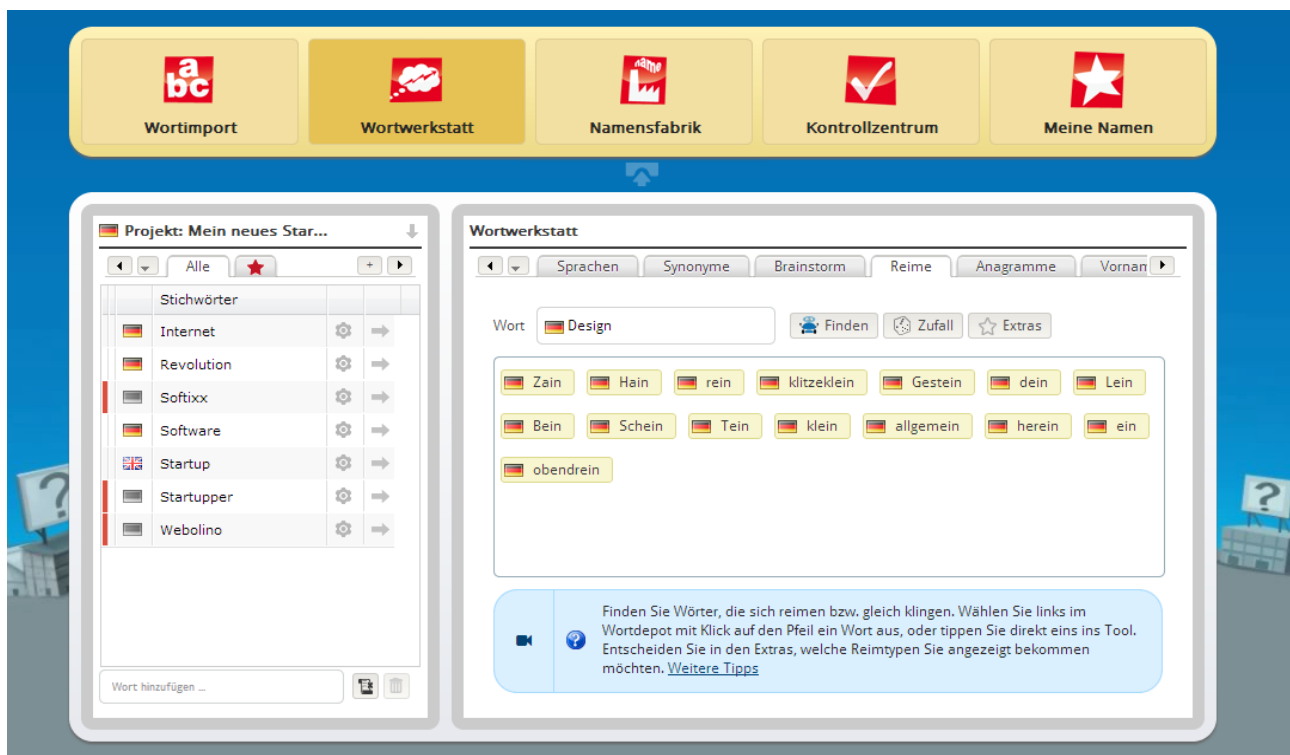 a
bc
name
Wortimport
Wortwerkstatt
Namensfabrik
Kontrollzentrum
Meine Namen
Projekt: Mein neues Star...
Alle
+
Stichwörter
Internet
Revolution
Softixx
Software
Startup
Startupper
Webolino
Wort hinzufügen ...
Wortwerkstatt
Sprachen Synonyme Brainstorm Reime Anagramme Vornam
Wort Design Finden Zufall Extras
Zain Hain rein klitzeklein Gestein dein Lein
Bein Schein Tein klein allgemein herein ein
obendrein
Finden Sie Wörter, die sich reimen bzw. gleich klingen. Wählen Sie links im
Wortdepot mit Klick auf den Pfeil ein Wort aus, oder tippen Sie direkt eins ins Tool.
Entscheiden Sie in den Extras, welche Reimtypen Sie angezeigt bekommen
möchten. Weitere Tipps
?
?
?